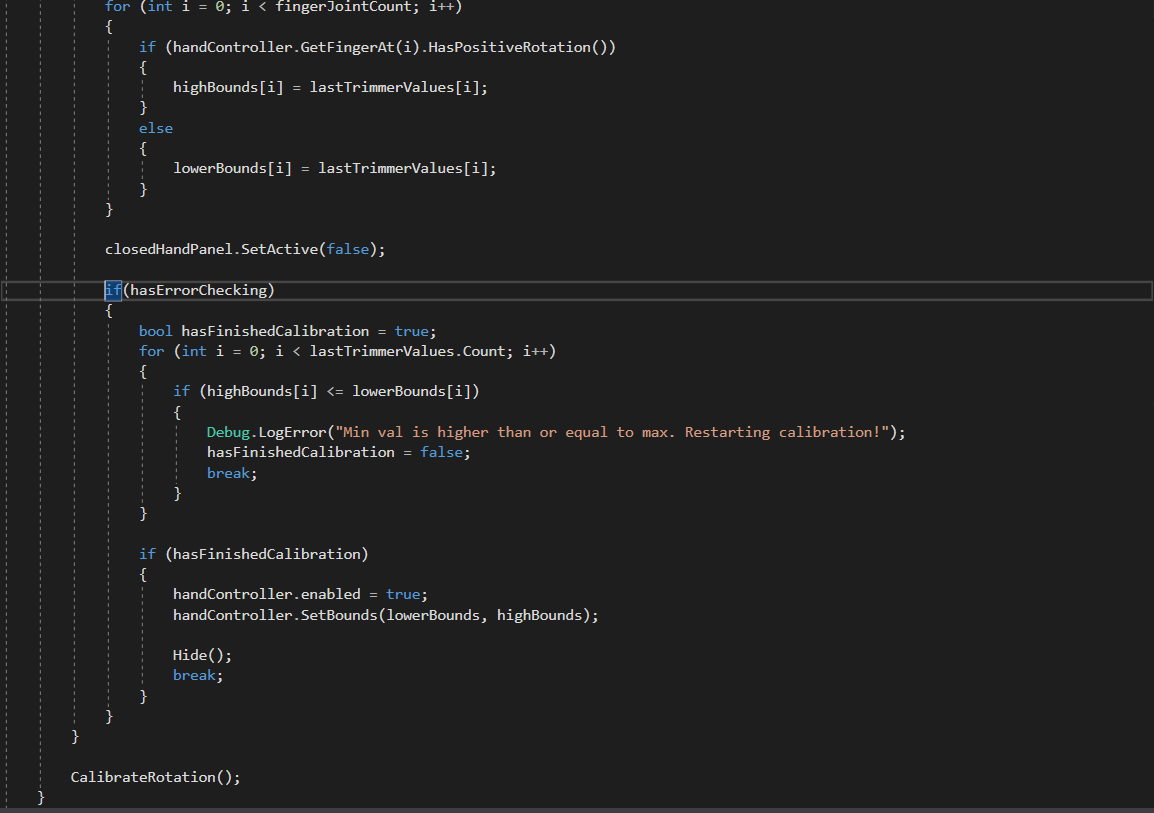 for (int i = 0; i < fingerJointCount; i++)
{
if (handController.GetFingerAt(i).HasPositiveRotation())
{
highBounds[i] = lastTrimmerValues[i];
}
else
{
lowerBounds[i] = lastTrimmerValues[i];
}
}
closedHandPanel.SetActive(false);
if(hasErrorChecking)
{
bool hasFinishedCalibration = true;
for (int i = 0; i < lastTrimmerValues.Count; i++)
{
if (highBounds[i] <= lowerBounds[i])
{
Debug.LogError("Min val is higher than or equal to max. Restarting calibration!");
hasFinishedCalibration = false;
break;
}
}
if (hasFinishedCalibration)
{
handController.enabled = true;
handController.SetBounds(lowerBounds, highBounds);
Hide();
break;
}
}
}
CalibrateRotation();
}